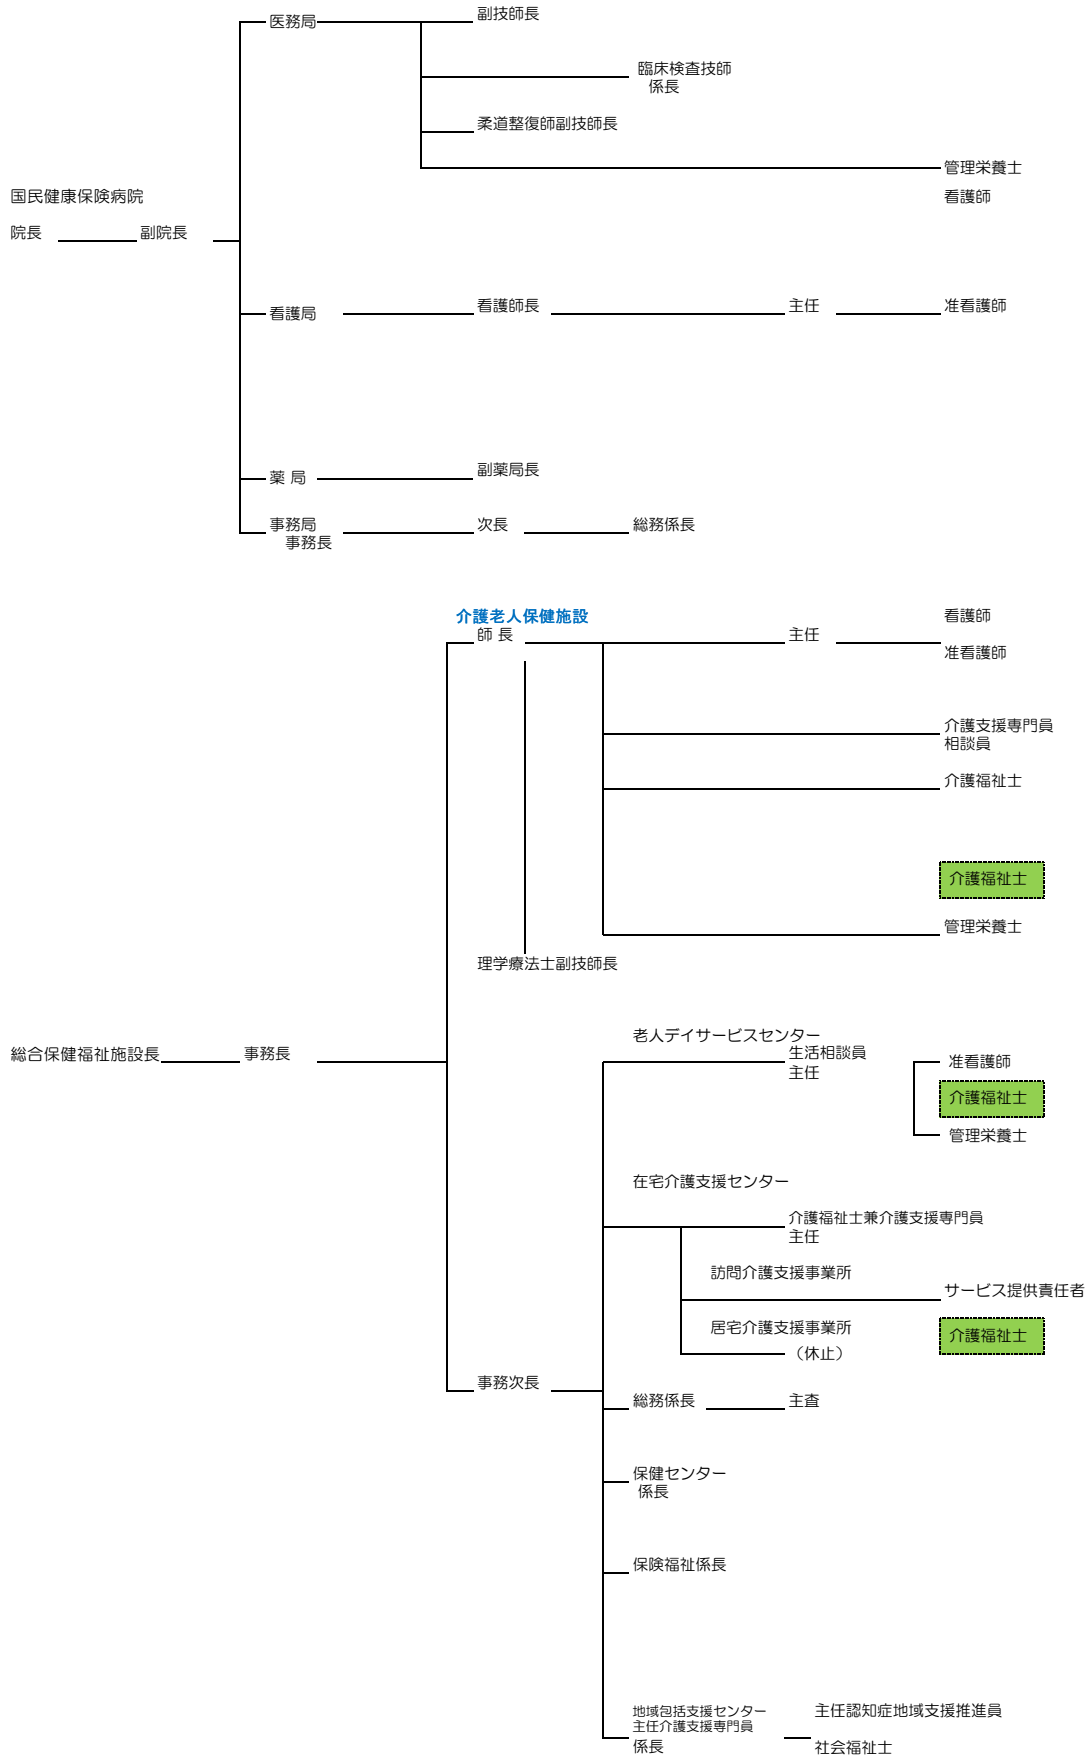 医務局
副技師長
臨床検査技師
係長
柔道整復師副技師長
管理栄養士
国民健康保険病院
看護師
院長
副院長
看護局
看護師長
主任
准看護師
薬 局
副薬局長
事務局
事務長
次長
総務係長
介護老人保健施設
師 長
主任
看護師
准看護師
介護支援専門員
相談員
介護福祉士
介護福祉士
管理栄養士
理学療法士副技師長
総合保健福祉施設長
事務長
老人デイサービスセンター
生活相談員
主任
准看護師
介護福祉士
管理栄養士
在宅介護支援センター
介護福祉士兼介護支援専門員
主任
訪問介護支援事業所
サービス提供責任者
居宅介護支援事業所
（休止）
介護福祉士
事務次長
総務係長
主査
保健センター
係長
保険福祉係長
地域包括支援センター
主任介護支援専門員
係長
主任認知症地域支援推進員
社会福祉士